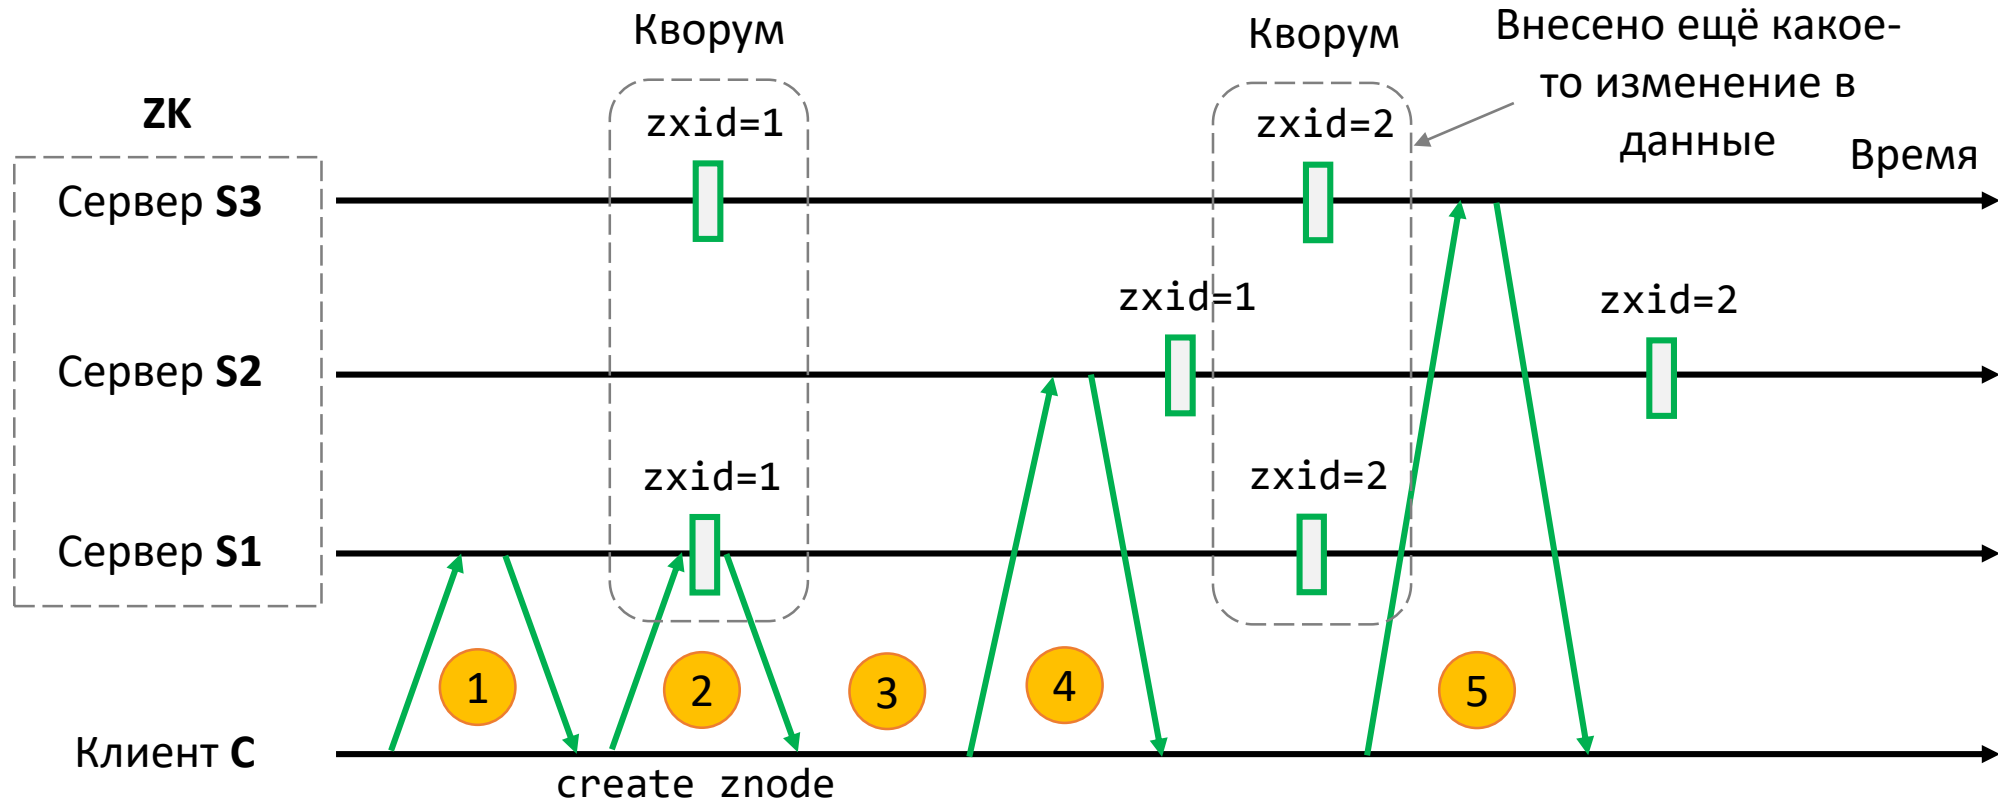 Кворум
Кворум
Внесено ещё какое-
то изменение в
данные
ZK
zxid=1
zxid=2
Время
Сервер S3
zxid=1
zxid=2
Сервер S2
zxid=1
zxid=2
Сервер S1
1
2
3
4
5
Клиент C
create znode